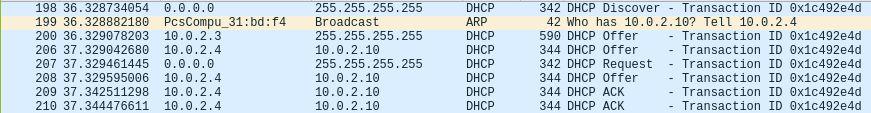 198 36.328734054 0.0.0.0 255.255.255.255 DHCP 342 DHCP Discover - Transaction ID 0x1c492e4d
199 36.328882180 PcsCompu_31:bd:f4 Broadcast ARP 42 Who has 10.0.2.10? Tell 10.0.2.4
200 36.329078203 10.0.2.3 255.255.255.255 DHCP 590 DHCP Offer - Transaction ID 0x1c492e4d
206 37.329042680 10.0.2.4 10.0.2.10 DHCP 344 DHCP Offer - Transaction ID 0x1c492e4d
207 37.329461445 0.0.0.0 255.255.255.255 DHCP 342 DHCP Request - Transaction ID 0x1c492e4d
208 37.329595006 10.0.2.4 10.0.2.10 DHCP 344 DHCP Offer - Transaction ID 0x1c492e4d
209 37.342511298 10.0.2.4 10.0.2.10 DHCP 344 DHCP ACK - Transaction ID 0x1c492e4d
210 37.344476611 10.0.2.4 10.0.2.10 DHCP 344 DHCP ACK - Transaction ID 0x1c492e4d